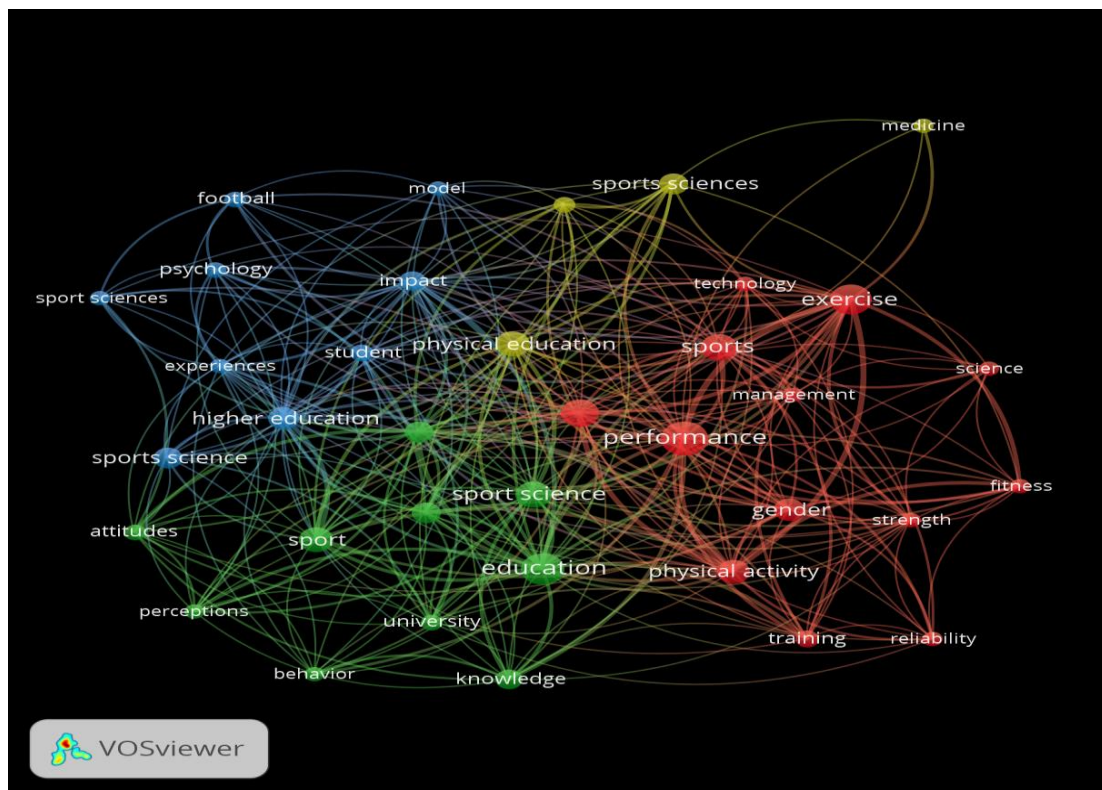 medicine
sports sciences
model
football
psychology
sport sciences
impact
technology
exercise
physical education
sports
student
experiences
science
management
higher education
performance
sports science
sport science
fitness
gender
strength
attitudes
sport
education
physical activity
perceptions
university
training
reliability
behavior
knowledge
VOSviewer